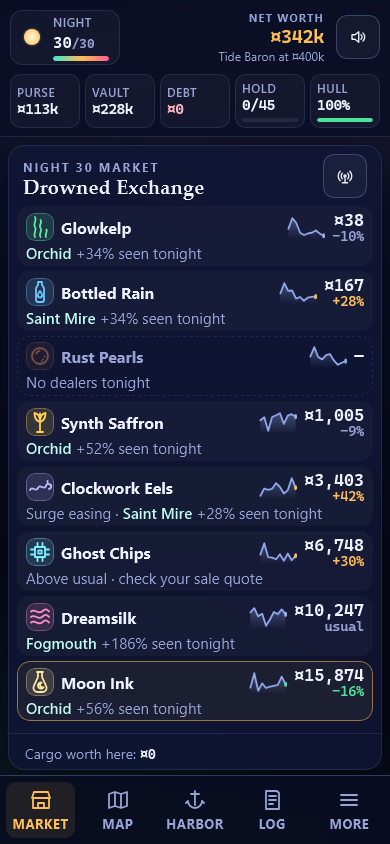 NIGHT
30/30
NET WORTH
¤342k
Tide Baron at ¤400k
PURSE
¤113k
VAULT
¤228k
DEBT
¤0
HOLD
0/45
HULL
100%
NIGHT 30 MARKET
Drowned Exchange
Glowkelp
¤38
−10%
Orchid +34% seen tonight
Bottled Rain
¤167
+28%
Saint Mire +34% seen tonight
Rust Pearls
—
No dealers tonight
Synth Saffron
¤1,005
−9%
Orchid +52% seen tonight
Clockwork Eels
¤3,403
+42%
Surge easing · Saint Mire +28% seen tonight
Ghost Chips
¤6,748
+30%
Above usual · check your sale quote
Dreamsilk
¤10,247
usual
Fogmouth +186% seen tonight
Moon Ink
¤15,874
−16%
Orchid +56% seen tonight
Cargo worth here: ¤0
MARKET
MAP
HARBOR
LOG
MORE